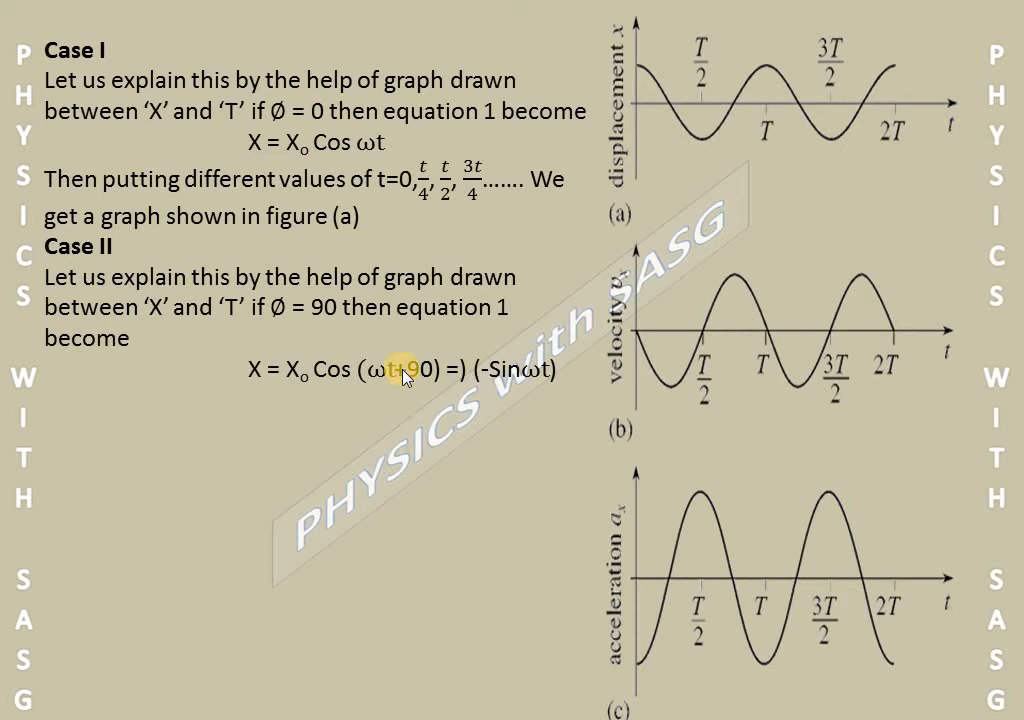 PHYSICS WITH SASG
Case I
Let us explain this by the help of graph drawn
between ‘X’ and ‘T’ if Ø = 0 then equation 1 become
X = Xₒ Cos ωt
Then putting different values of t=0,t/4, t/2, 3t/4……. We
get a graph shown in figure (a)
Case II
Let us explain this by the help of graph drawn
between ‘X’ and ‘T’ if Ø = 90 then equation 1
become
X = Xₒ Cos (ωt+90) =) (-Sinωt)
PHYSICS with SASG
displacement x
T/2
3T/2
T
2T
t
(a)
velocity vₓ
T/2
T
3T/2
2T
t
(b)
acceleration aₓ
T/2
T
3T/2
2T
t
(c)
PHYSICS WITH SASG